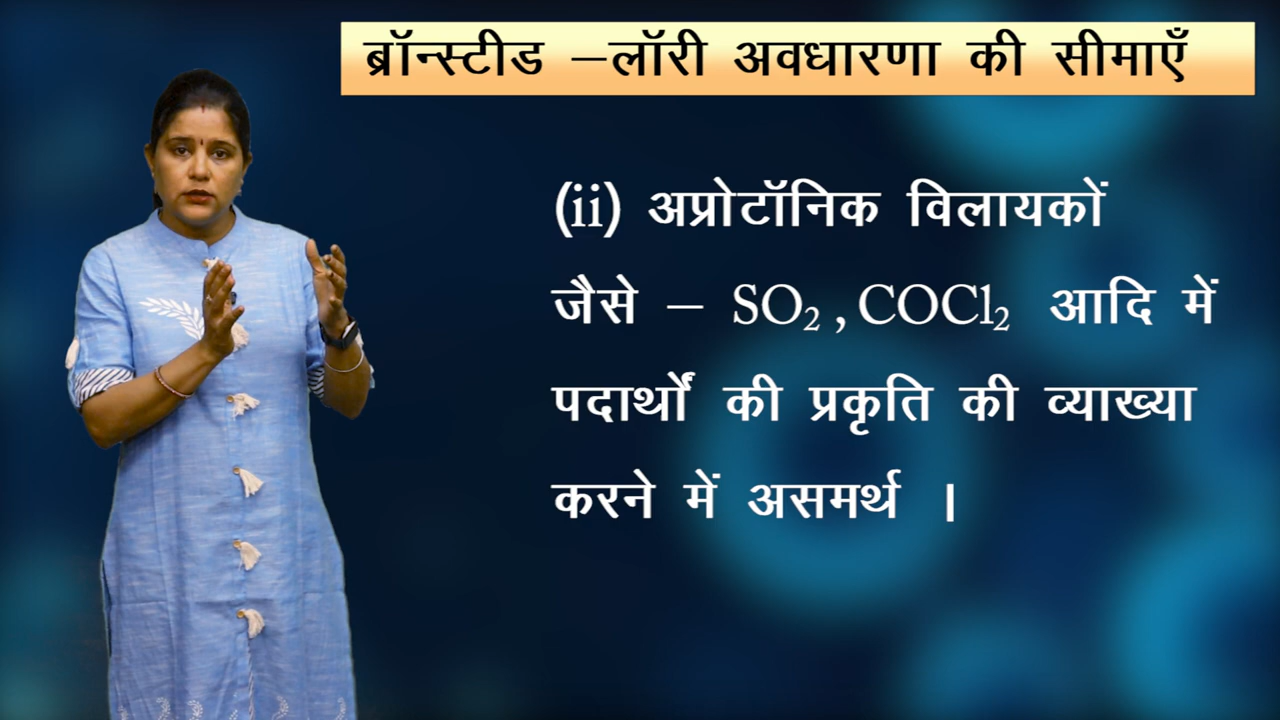 ब्रॉन्स्टीड –लॉरी अवधारणा की सीमाएँ
(ii) अप्रोटॉनिक विलायकों
जैसे – SO₂ , COCl₂ आदि में
पदार्थों की प्रकृति की व्याख्या
करने में असमर्थ ।